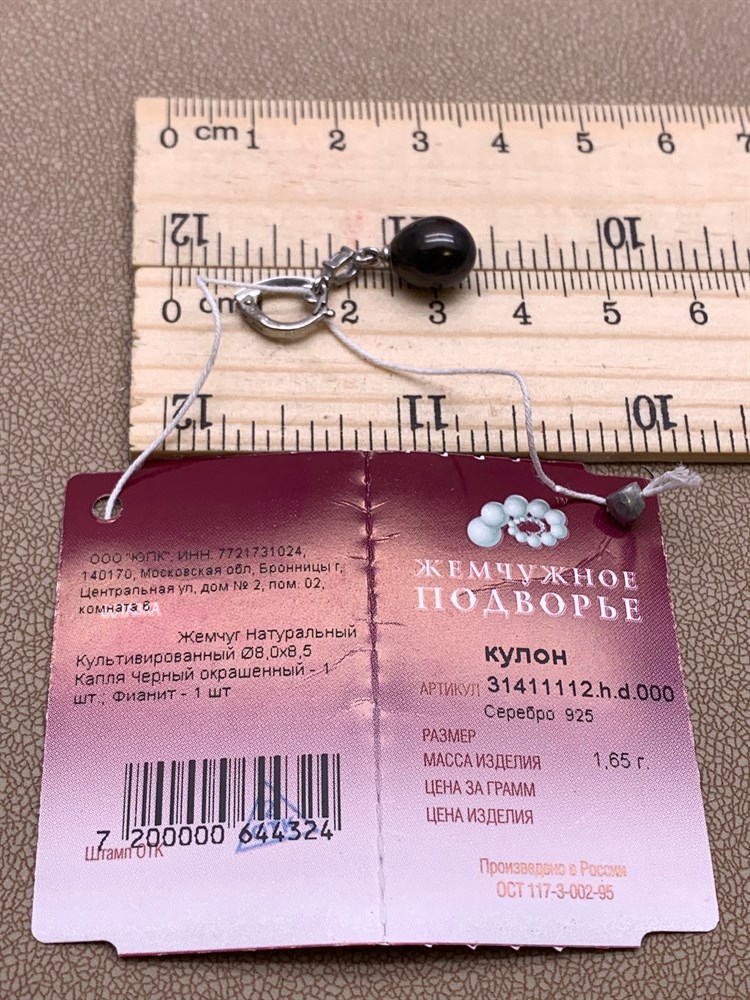 0 cm 1 2 3 4 5 6 7
12 11 10
0 cm 3 4 5 6
12 11 10
ООО "ЮПК", ИНН: 7721731024,
140170, Московская обл, Бронницы г,
Центральная ул, дом № 2, пом. 02,
комната 6
Жемчуг Натуральный
Культивированный Ø8,0х8,5
Капля Черный окрашенный - 1
шт.; Фианит - 1 шт
7 200000 644324
Штамп ОТК
TM
ЖЕМЧУЖНОЕ
ПОДВОРЬЕ
кулон
АРТИКУЛ 31411112.h.d.000
Серебро 925
РАЗМЕР
МАССА ИЗДЕЛИЯ 1,65 г.
ЦЕНА ЗА ГРАММ
ЦЕНА ИЗДЕЛИЯ
Произведено в России
ОСТ 117-3-002-95